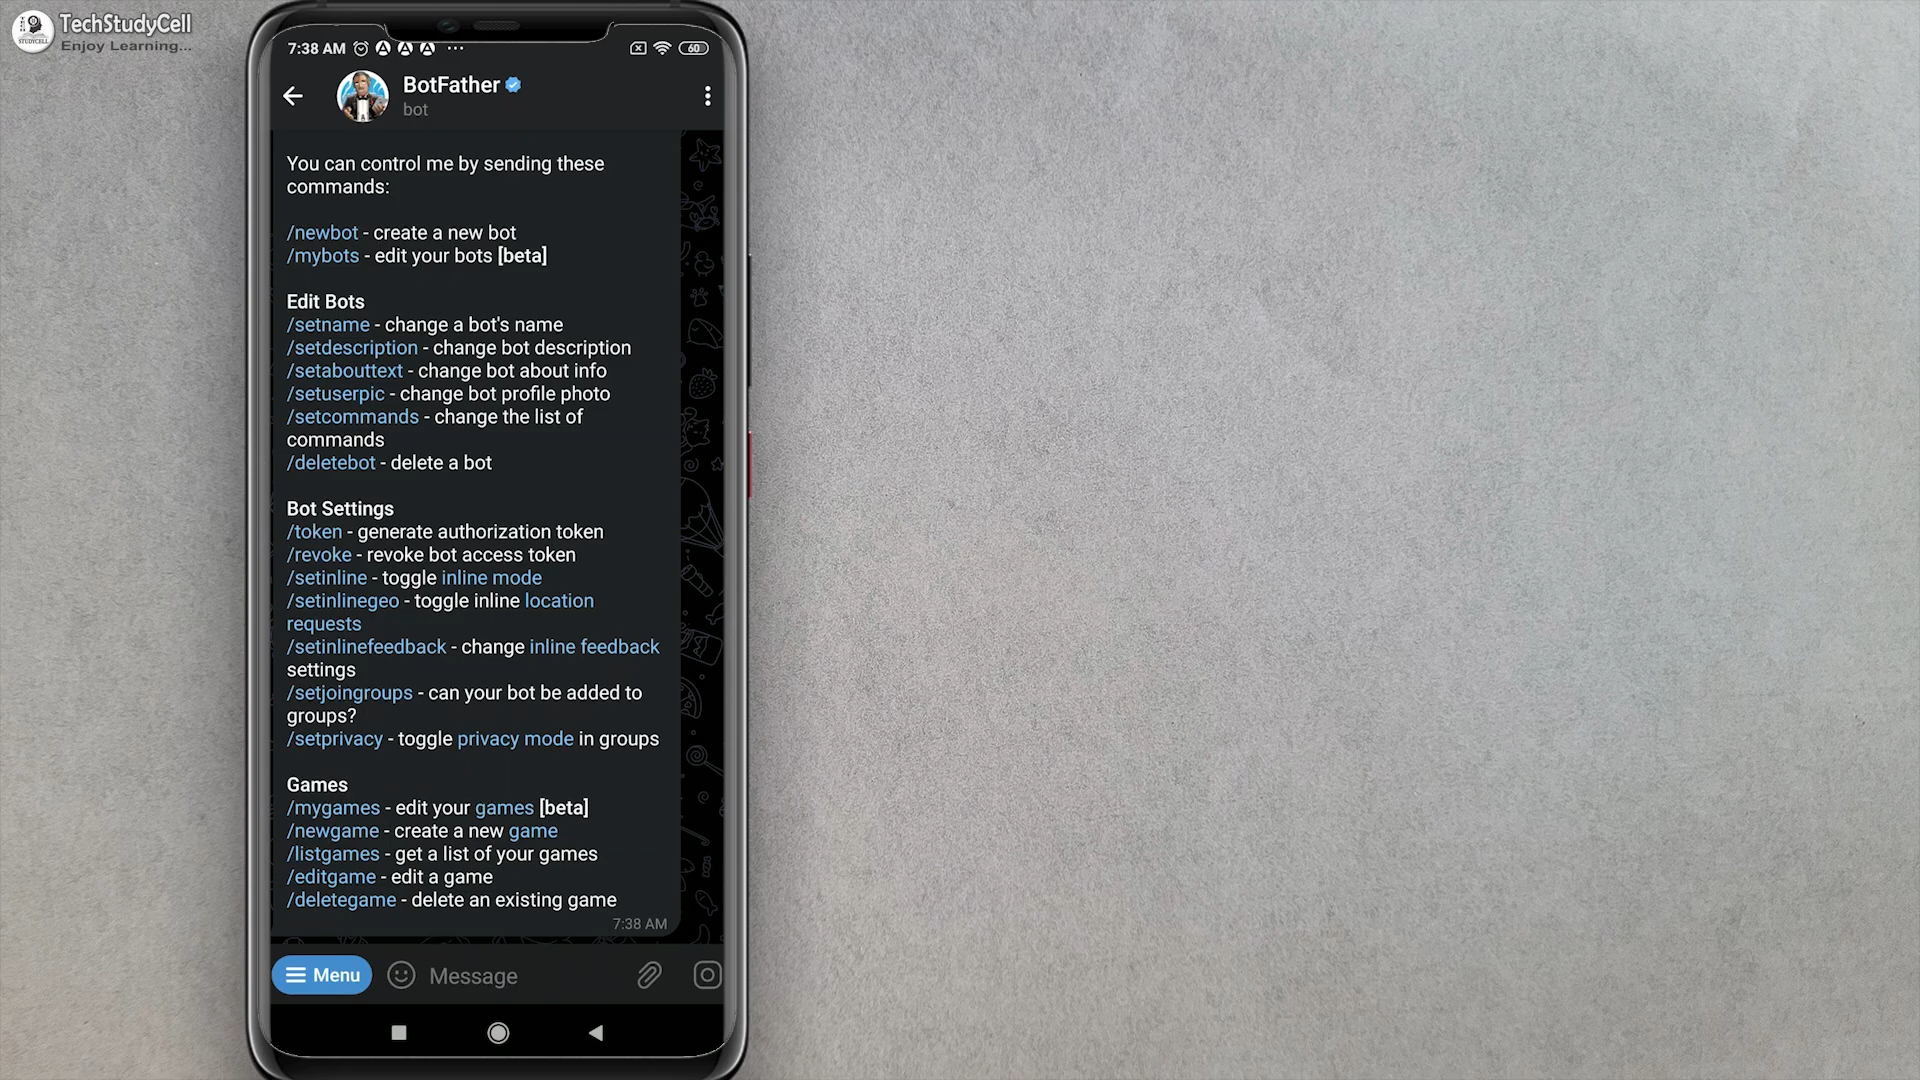 TechStudyCell
Enjoy Learning...
STUDYCELL
7:38 AM
60
BotFather
bot
You can control me by sending these
commands:
/newbot - create a new bot
/mybots - edit your bots [beta]
Edit Bots
/setname - change a bot's name
/setdescription - change bot description
/setabouttext - change bot about info
/setuserpic - change bot profile photo
/setcommands - change the list of
commands
/deletebot - delete a bot
Bot Settings
/token - generate authorization token
/revoke - revoke bot access token
/setinline - toggle inline mode
/setinlinegeo - toggle inline location
requests
/setinlinefeedback - change inline feedback
settings
/setjoingroups - can your bot be added to
groups?
/setprivacy - toggle privacy mode in groups
Games
/mygames - edit your games [beta]
/newgame - create a new game
/listgames - get a list of your games
/editgame - edit a game
/deletegame - delete an existing game
7:38 AM
Menu
Message